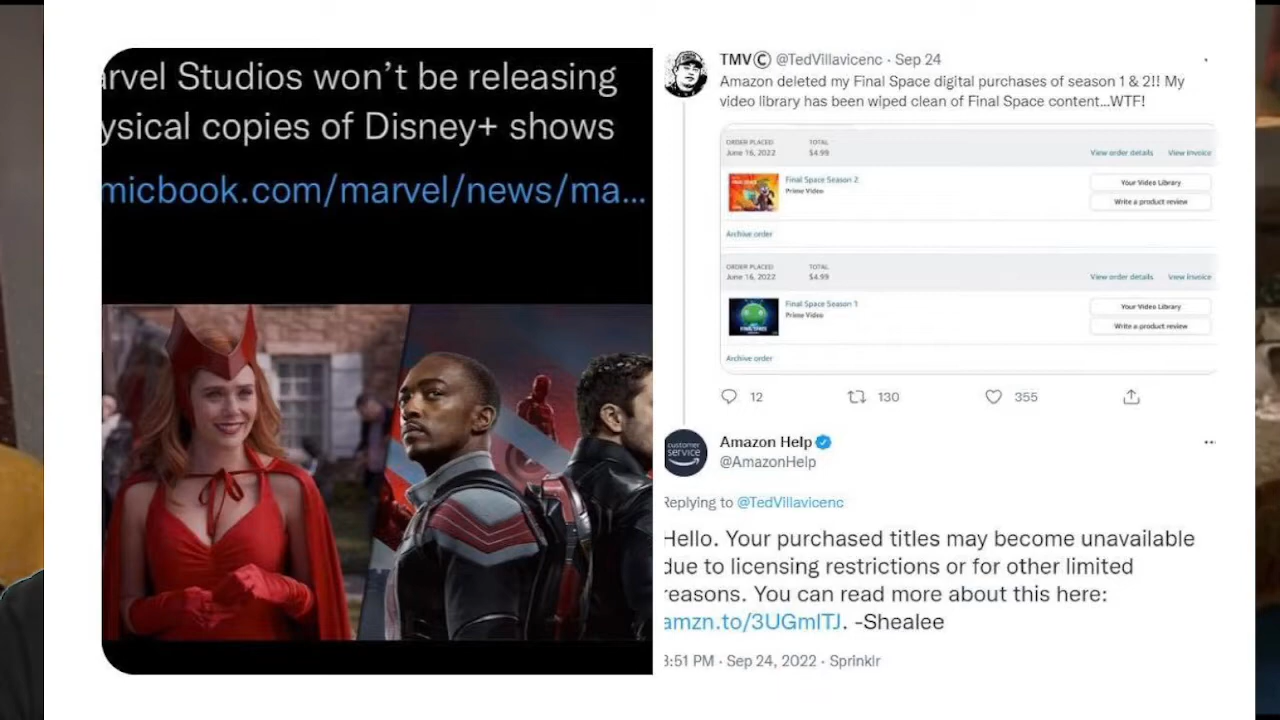 arvel Studios won't be releasing
ysical copies of Disney+ shows
micbook.com/marvel/news/ma...
TMVⒸ @TedVillavicenc · Sep 24
Amazon deleted my Final Space digital purchases of season 1 & 2!! My
video library has been wiped clean of Final Space content...WTF!
ORDER PLACED TOTAL
June 16, 2022 $4.99 View order details View invoice
Final Space Season 2
Prime Video
Your Video Library
Write a product review
Archive order
ORDER PLACED TOTAL
June 16, 2022 $4.99 View order details View invoice
Final Space Season 1
Prime Video
Your Video Library
Write a product review
FINAL SPACE
Archive order
12 130 355
customer
service
Amazon Help
@AmazonHelp
Replying to @TedVillavicenc
Hello. Your purchased titles may become unavailable
due to licensing restrictions or for other limited
reasons. You can read more about this here:
amzn.to/3UGmlTJ. -Shealee
3:51 PM · Sep 24, 2022 · Sprinklr